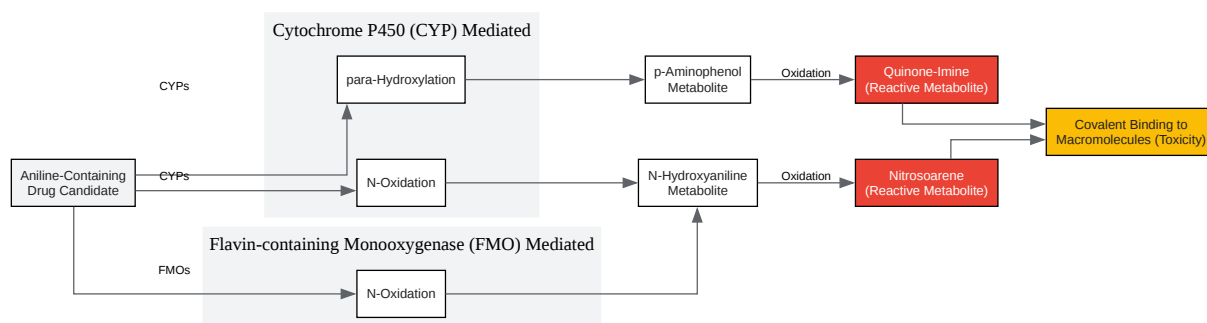 Cytochrome P450 (CYP) Mediated
CYPs
para-Hydroxylation
p-Aminophenol
Metabolite
Oxidation
Quinone-Imine
(Reactive Metabolite)
Covalent Binding to
Macromolecules (Toxicity)
Aniline-Containing
Drug Candidate
CYPs
N-Oxidation
N-Hydroxyaniline
Metabolite
Oxidation
Nitrosoarene
(Reactive Metabolite)
Flavin-containing Monooxygenase (FMO) Mediated
FMOs
N-Oxidation